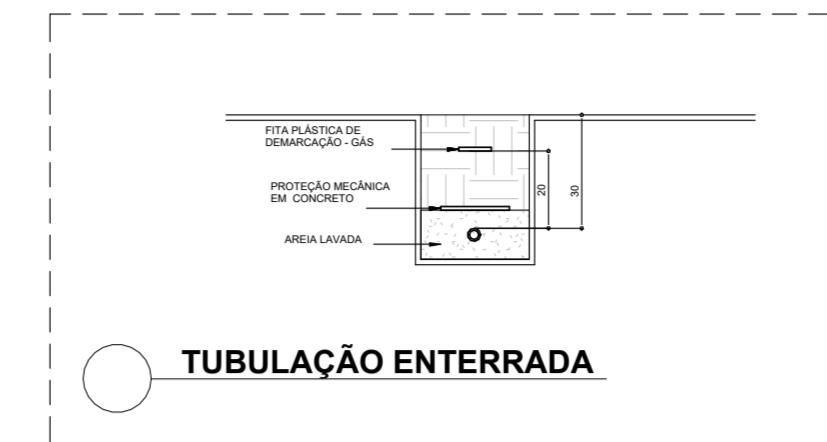 FITA PLÁSTICA DE
DEMARCAÇÃO - GÁS
PROTEÇÃO MECÂNICA
EM CONCRETO
AREIA LAVADA
20
30
TUBULAÇÃO ENTERRADA